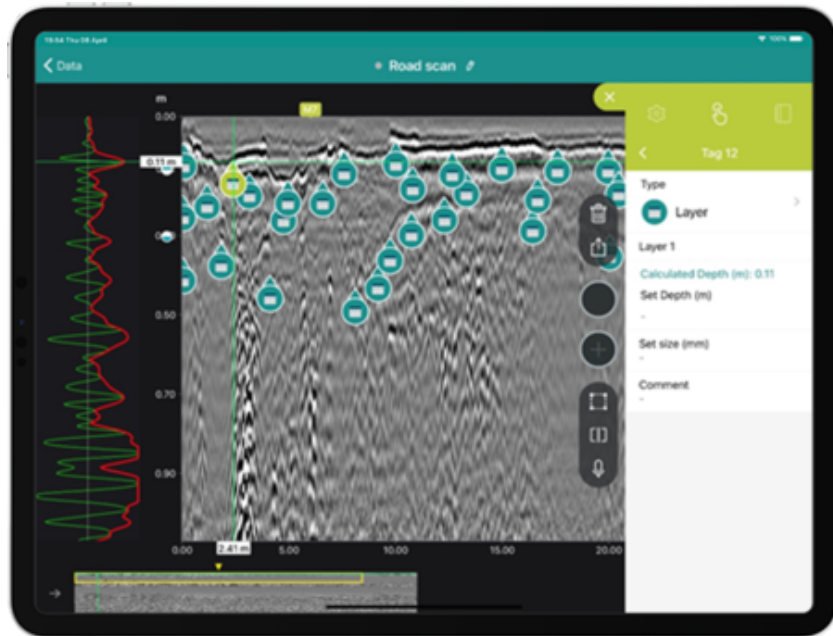 19:54 Thu 08 April
100%
Data
Road scan
m
M7
0.00
0.11 m
0.50
0.70
0.90
0.00
2.41 m
5.00
10.00
15.00
20.00
Tag 12
Type
Layer
Layer 1
Calculated Depth (m): 0.11
Set Depth (m)
-
Set size (mm)
-
Comment
-